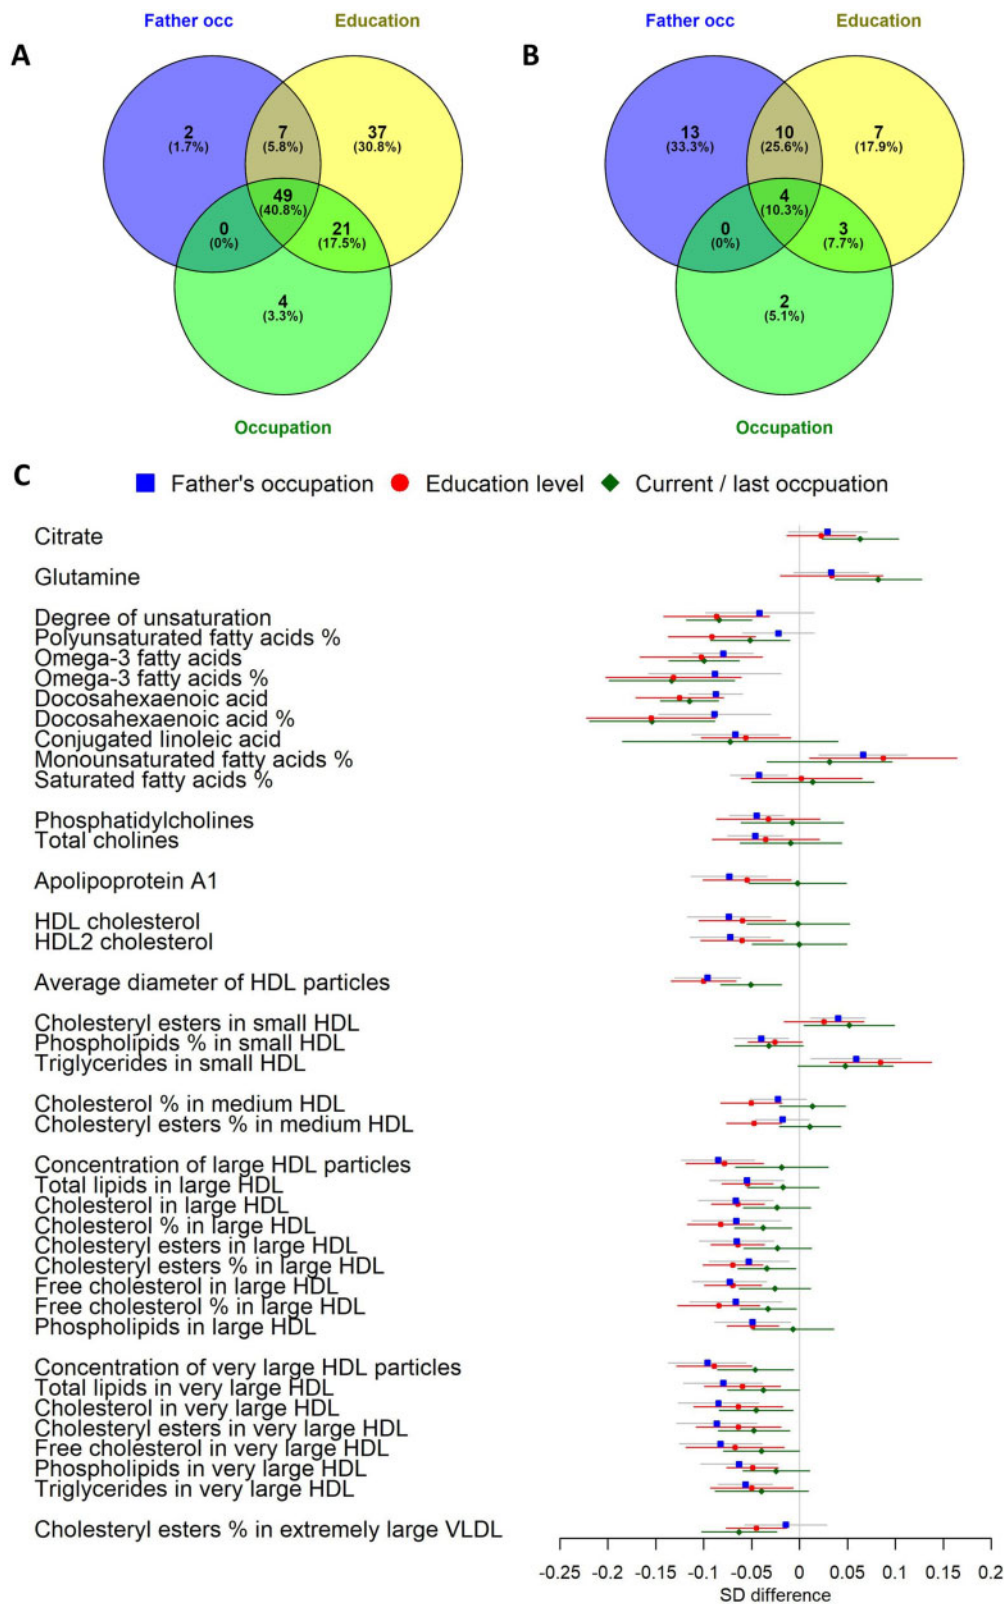 Father occ
Education
A
2
(1.7%)
7
(5.8%)
37
(30.8%)
49
(40.8%)
0
(0%)
21
(17.5%)
4
(3.3%)
Occupation
Father occ
Education
B
13
(33.3%)
10
(25.6%)
7
(17.9%)
4
(10.3%)
0
(0%)
3
(7.7%)
2
(5.1%)
Occupation
C
Father's occupation Education level Current / last occpuation
Citrate
Glutamine
Degree of unsaturation
Polyunsaturated fatty acids %
Omega-3 fatty acids
Omega-3 fatty acids %
Docosahexaenoic acid
Docosahexaenoic acid %
Conjugated linoleic acid
Monounsaturated fatty acids %
Saturated fatty acids %
Phosphatidylcholines
Total cholines
Apolipoprotein A1
HDL cholesterol
HDL2 cholesterol
Average diameter of HDL particles
Cholesteryl esters in small HDL
Phospholipids % in small HDL
Triglycerides in small HDL
Cholesterol % in medium HDL
Cholesteryl esters % in medium HDL
Concentration of large HDL particles
Total lipids in large HDL
Cholesterol in large HDL
Cholesterol % in large HDL
Cholesteryl esters in large HDL
Cholesteryl esters % in large HDL
Free cholesterol in large HDL
Free cholesterol % in large HDL
Phospholipids in large HDL
Concentration of very large HDL particles
Total lipids in very large HDL
Cholesterol in very large HDL
Cholesteryl esters in very large HDL
Free cholesterol in very large HDL
Phospholipids in very large HDL
Triglycerides in very large HDL
Cholesteryl esters % in extremely large VLDL
-0.25 -0.2 -0.15 -0.1 -0.05 0 0.05 0.1 0.15 0.2
SD difference